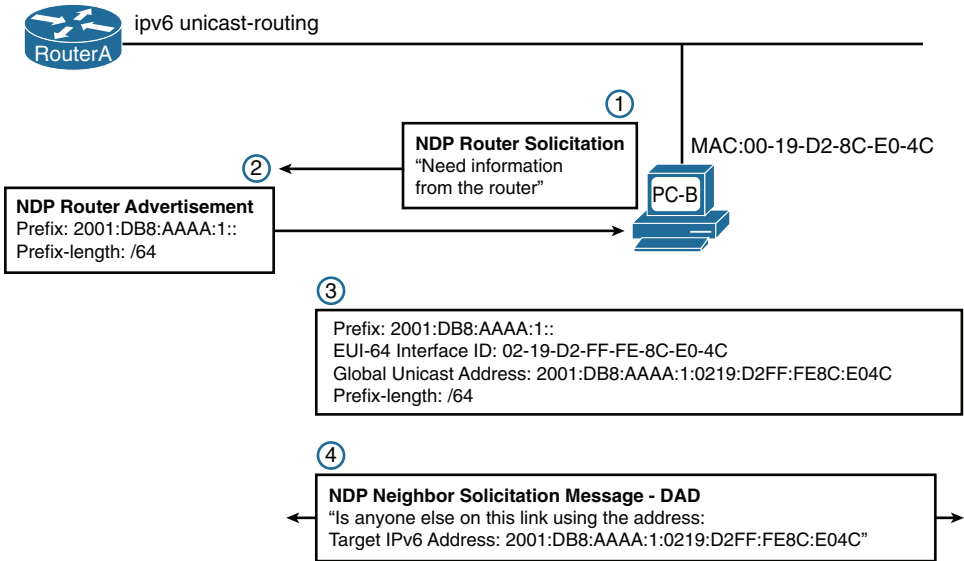 ipv6 unicast-routing
RouterA
1
NDP Router Solicitation
“Need information
from the router”
MAC:00-19-D2-8C-E0-4C
PC-B
2
NDP Router Advertisement
Prefix: 2001:DB8:AAAA:1::
Prefix-length: /64
3
Prefix: 2001:DB8:AAAA:1::
EUI-64 Interface ID: 02-19-D2-FF-FE-8C-E0-4C
Global Unicast Address: 2001:DB8:AAAA:1:0219:D2FF:FE8C:E04C
Prefix-length: /64
4
NDP Neighbor Solicitation Message - DAD
“Is anyone else on this link using the address:
Target IPv6 Address: 2001:DB8:AAAA:1:0219:D2FF:FE8C:E04C”